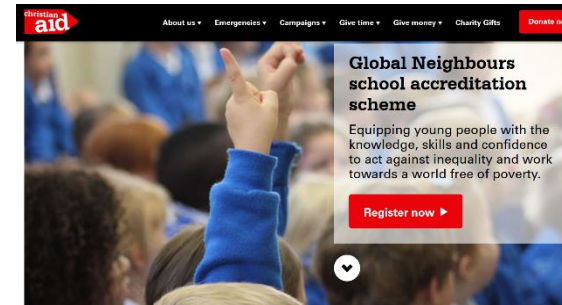 christian
aid
About us ▾ Emergencies ▾ Campaigns ▾ Give time ▾ Give money ▾ Charity Gifts Donate
Global Neighbours
school accreditation
scheme
Equipping young people with the
knowledge, skills and confidence
to act against inequality and work
towards a world free of poverty.
Register now ▶